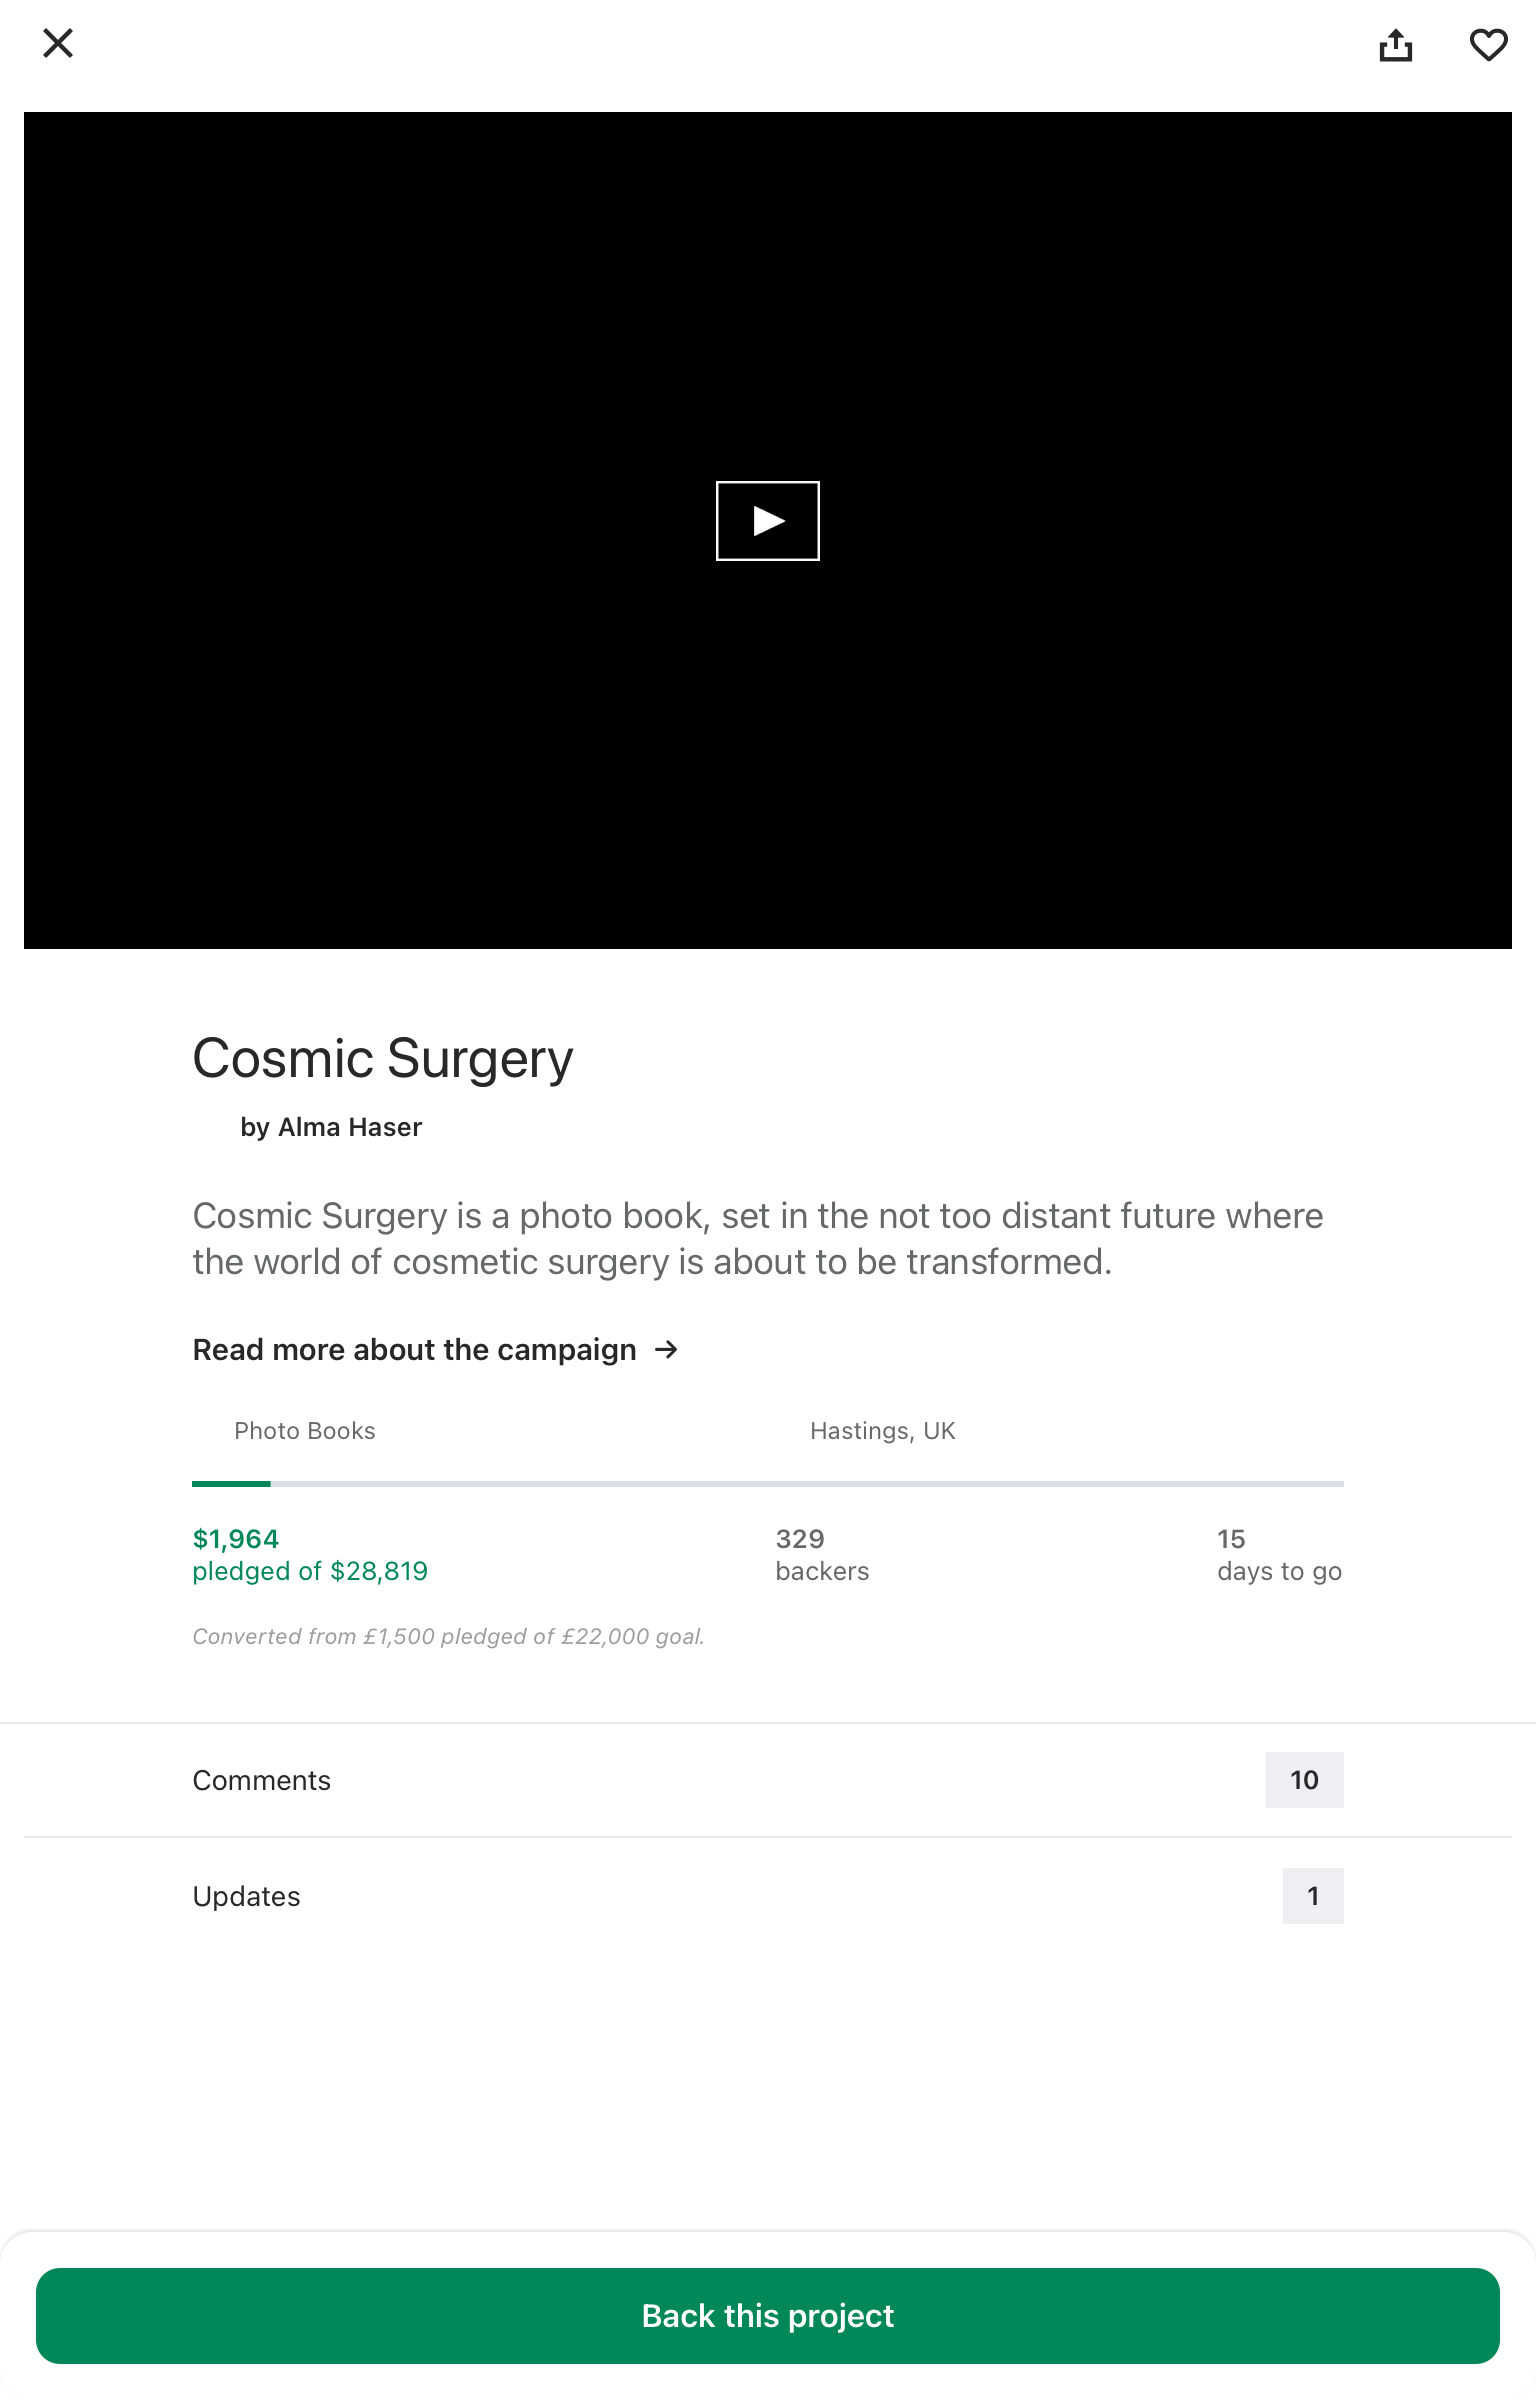 Cosmic Surgery
by Alma Haser
Cosmic Surgery is a photo book, set in the not too distant future where
the world of cosmetic surgery is about to be transformed.
Read more about the campaign →
Photo Books
Hastings, UK
$1,964
pledged of $28,819
329
backers
15
days to go
Converted from £1,500 pledged of £22,000 goal.
Comments
10
Updates
1
Back this project